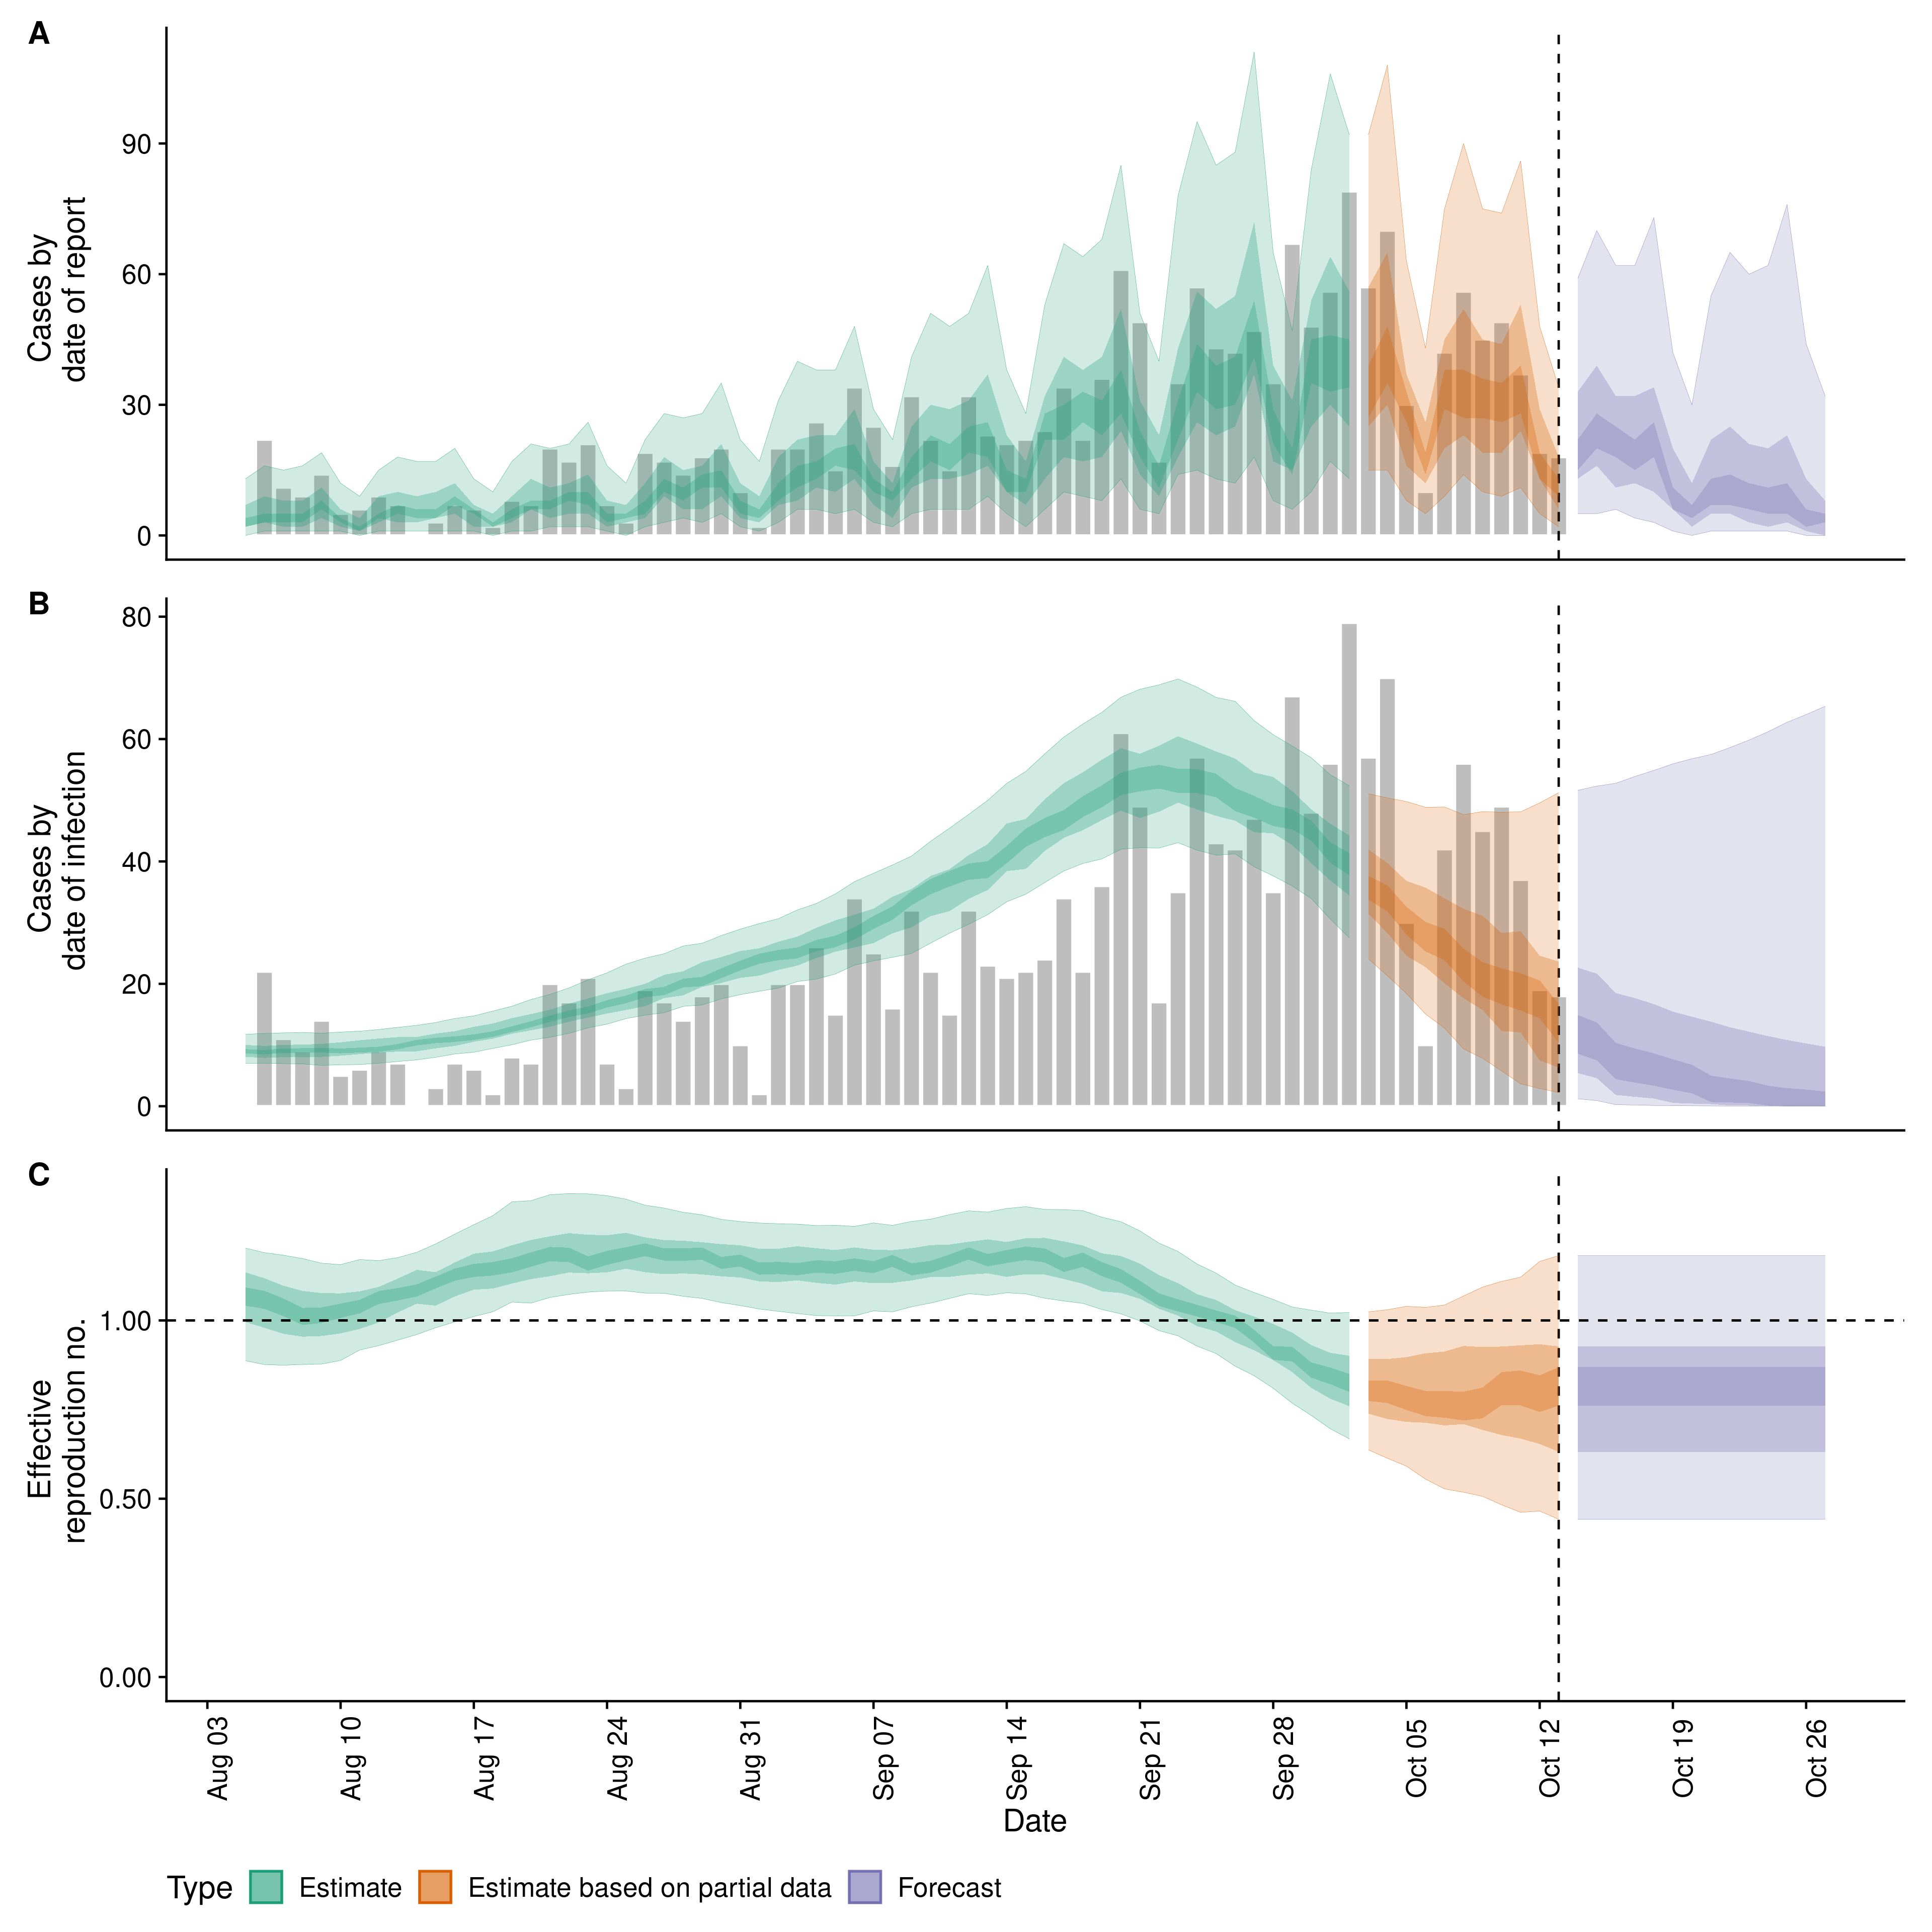 A
Cases by
date of report
90
60
30
0
B
Cases by
date of infection
80
60
40
20
0
C
Effective
reproduction no.
1.00
0.50
0.00
Aug 03
Aug 10
Aug 17
Aug 24
Aug 31
Sep 07
Sep 14
Sep 21
Sep 28
Oct 05
Oct 12
Oct 19
Oct 26
Date
Type Estimate Estimate based on partial data Forecast